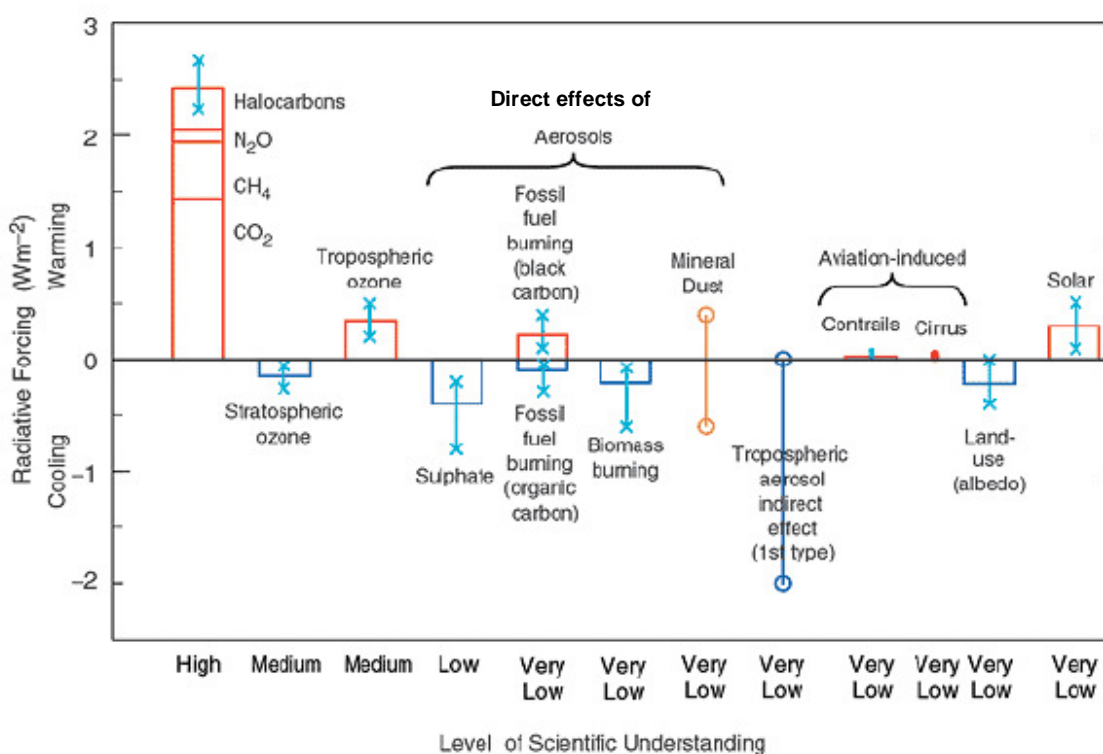 3
2
1
0
–1
–2
Radiative Forcing (Wm–2)
Cooling Warming
Halocarbons
N2O
CH4
CO2
Stratospheric
ozone
Tropospheric
ozone
Direct effects of
Aerosols
Sulphate
Fossil
fuel
burning
(black
carbon)
Fossil
fuel
burning
(organic
carbon)
Biomass
burning
Mineral
Dust
Tropospheric
aerosol
indirect
effect
(1st type)
Aviation-induced
Contrails Cirrus
Land-
use
(albedo)
Solar
High Medium Medium Low Very Very Very Very Very Very Very Very
Low Low Low Low Low Low Low Low
Level of Scientific Understanding